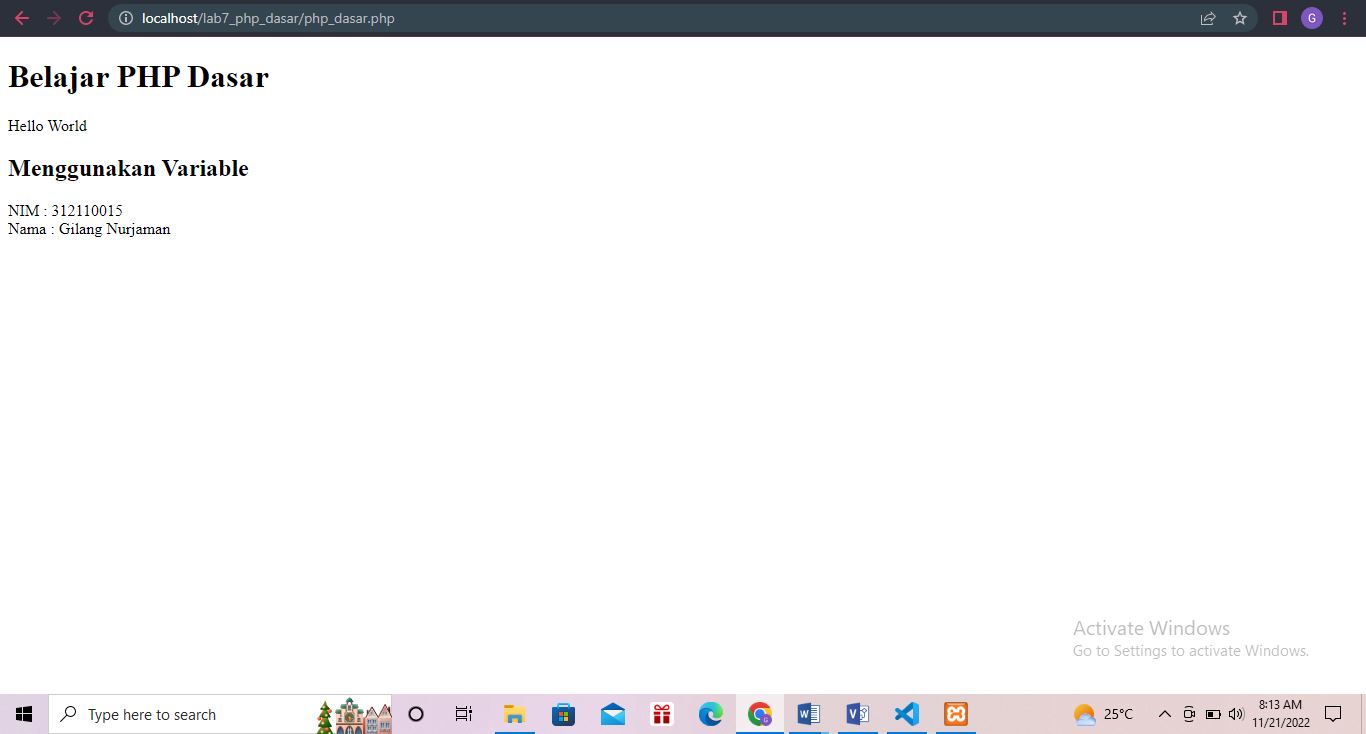 localhost/lab7_php_dasar/php_dasar.php
G
Belajar PHP Dasar
Hello World
Menggunakan Variable
NIM : 312110015
Nama : Gilang Nurjaman
Activate Windows
Go to Settings to activate Windows.
Type here to search
25°C
8:13 AM
11/21/2022